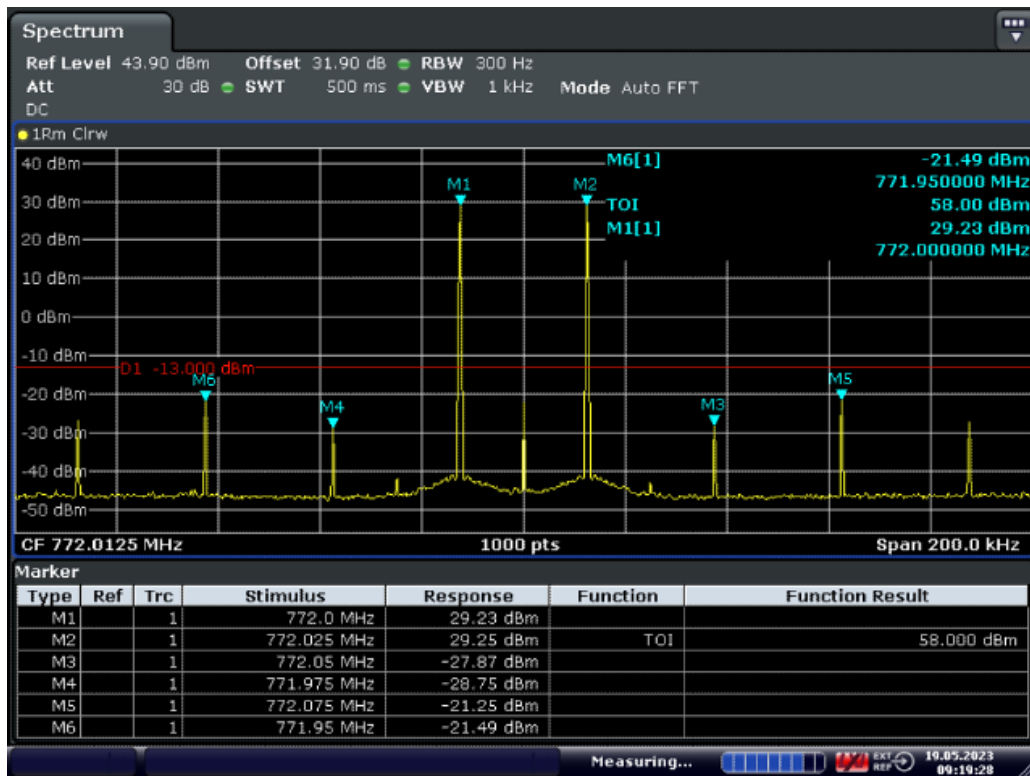 Spectrum
Ref Level 43.90 dBm Offset 31.90 dB RBW 300 Hz
Att 30 dB SWT 500 ms VBW 1 kHz Mode Auto FFT
DC
1Rm Clrw
40 dBm
30 dBm
20 dBm
10 dBm
0 dBm
-10 dBm
-20 dBm
-30 dBm
-40 dBm
-50 dBm
M6[1] -21.49 dBm
771.950000 MHz
TOI 58.00 dBm
M1[1] 29.23 dBm
772.000000 MHz
M1 M2
D1 -13.000 dBm
M6 M5
M4 M3
CF 772.0125 MHz 1000 pts Span 200.0 kHz
Marker
Type Ref Trc Stimulus Response Function Function Result
M1 1 772.0 MHz 29.23 dBm
M2 1 772.025 MHz 29.25 dBm TOI 58.000 dBm
M3 1 772.05 MHz -27.87 dBm
M4 1 771.975 MHz -28.75 dBm
M5 1 772.075 MHz -21.25 dBm
M6 1 771.95 MHz -21.49 dBm
Measuring... EXT REF 19.05.2023
09:19:28